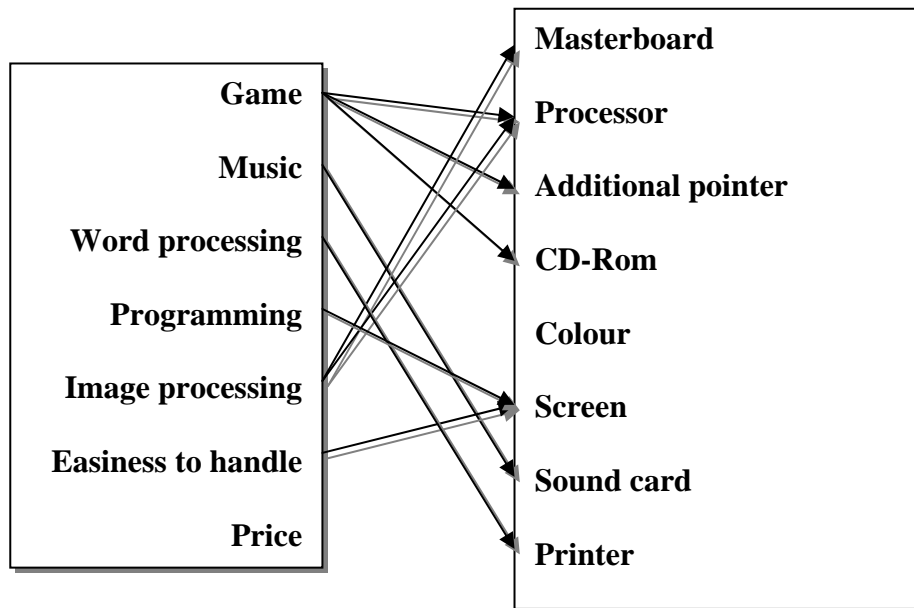 Game
Music
Word processing
Programming
Image processing
Easiness to handle
Price
Masterboard
Processor
Additional pointer
CD-Rom
Colour
Screen
Sound card
Printer